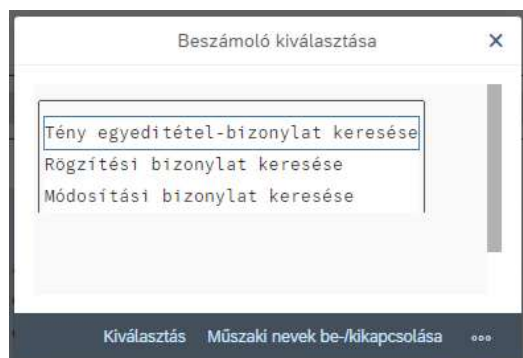 Beszámoló kiválasztása
Tény egyeditétel-bizonylat keresése
Rögzítési bizonylat keresése
Módosítási bizonylat keresése
Kiválasztás Műszaki nevek be-/kikapcsolása